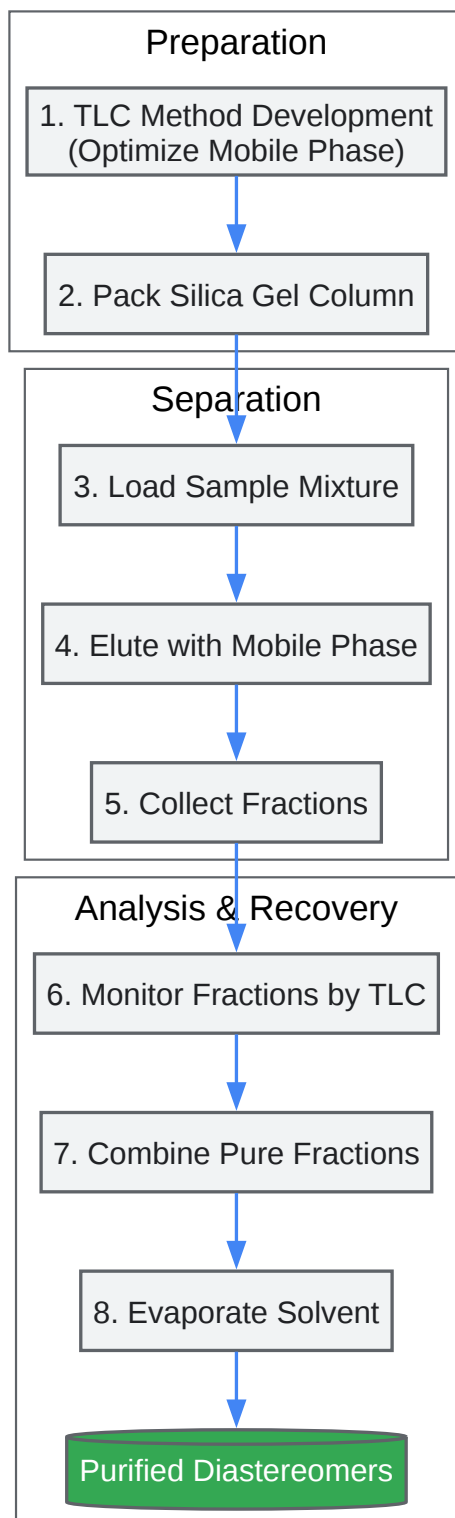 Preparation
1. TLC Method Development
(Optimize Mobile Phase)
2. Pack Silica Gel Column
Separation
3. Load Sample Mixture
4. Elute with Mobile Phase
5. Collect Fractions
Analysis & Recovery
6. Monitor Fractions by TLC
7. Combine Pure Fractions
8. Evaporate Solvent
Purified Diastereomers